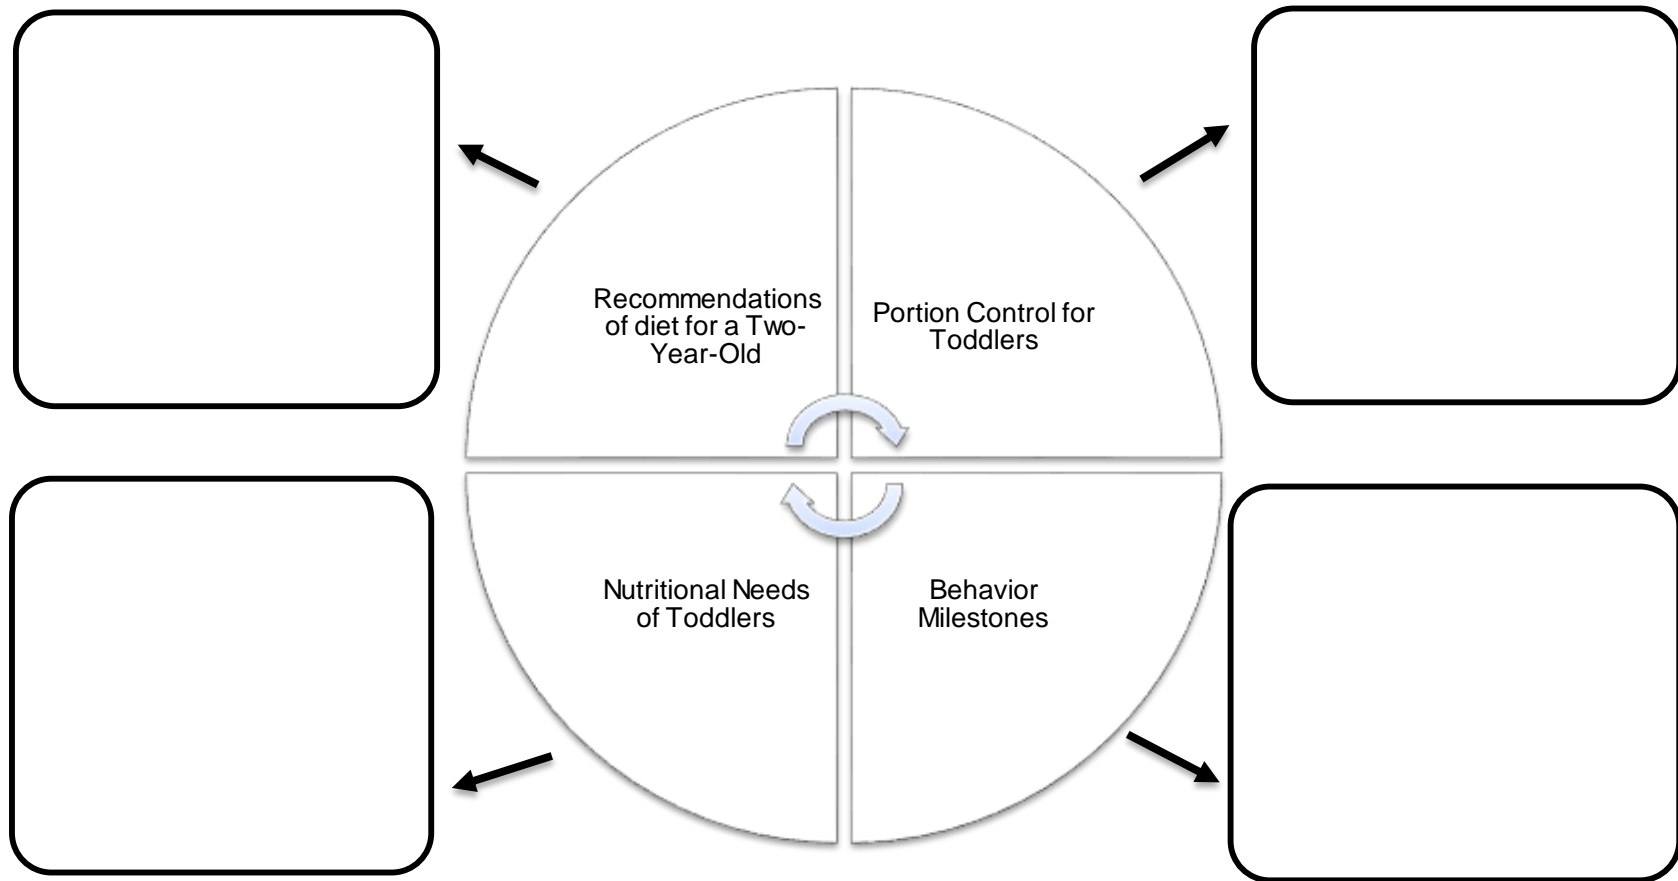 Recommendations
of diet for a Two-
Year-Old
Portion Control for
Toddlers
Nutritional Needs
of Toddlers
Behavior
Milestones